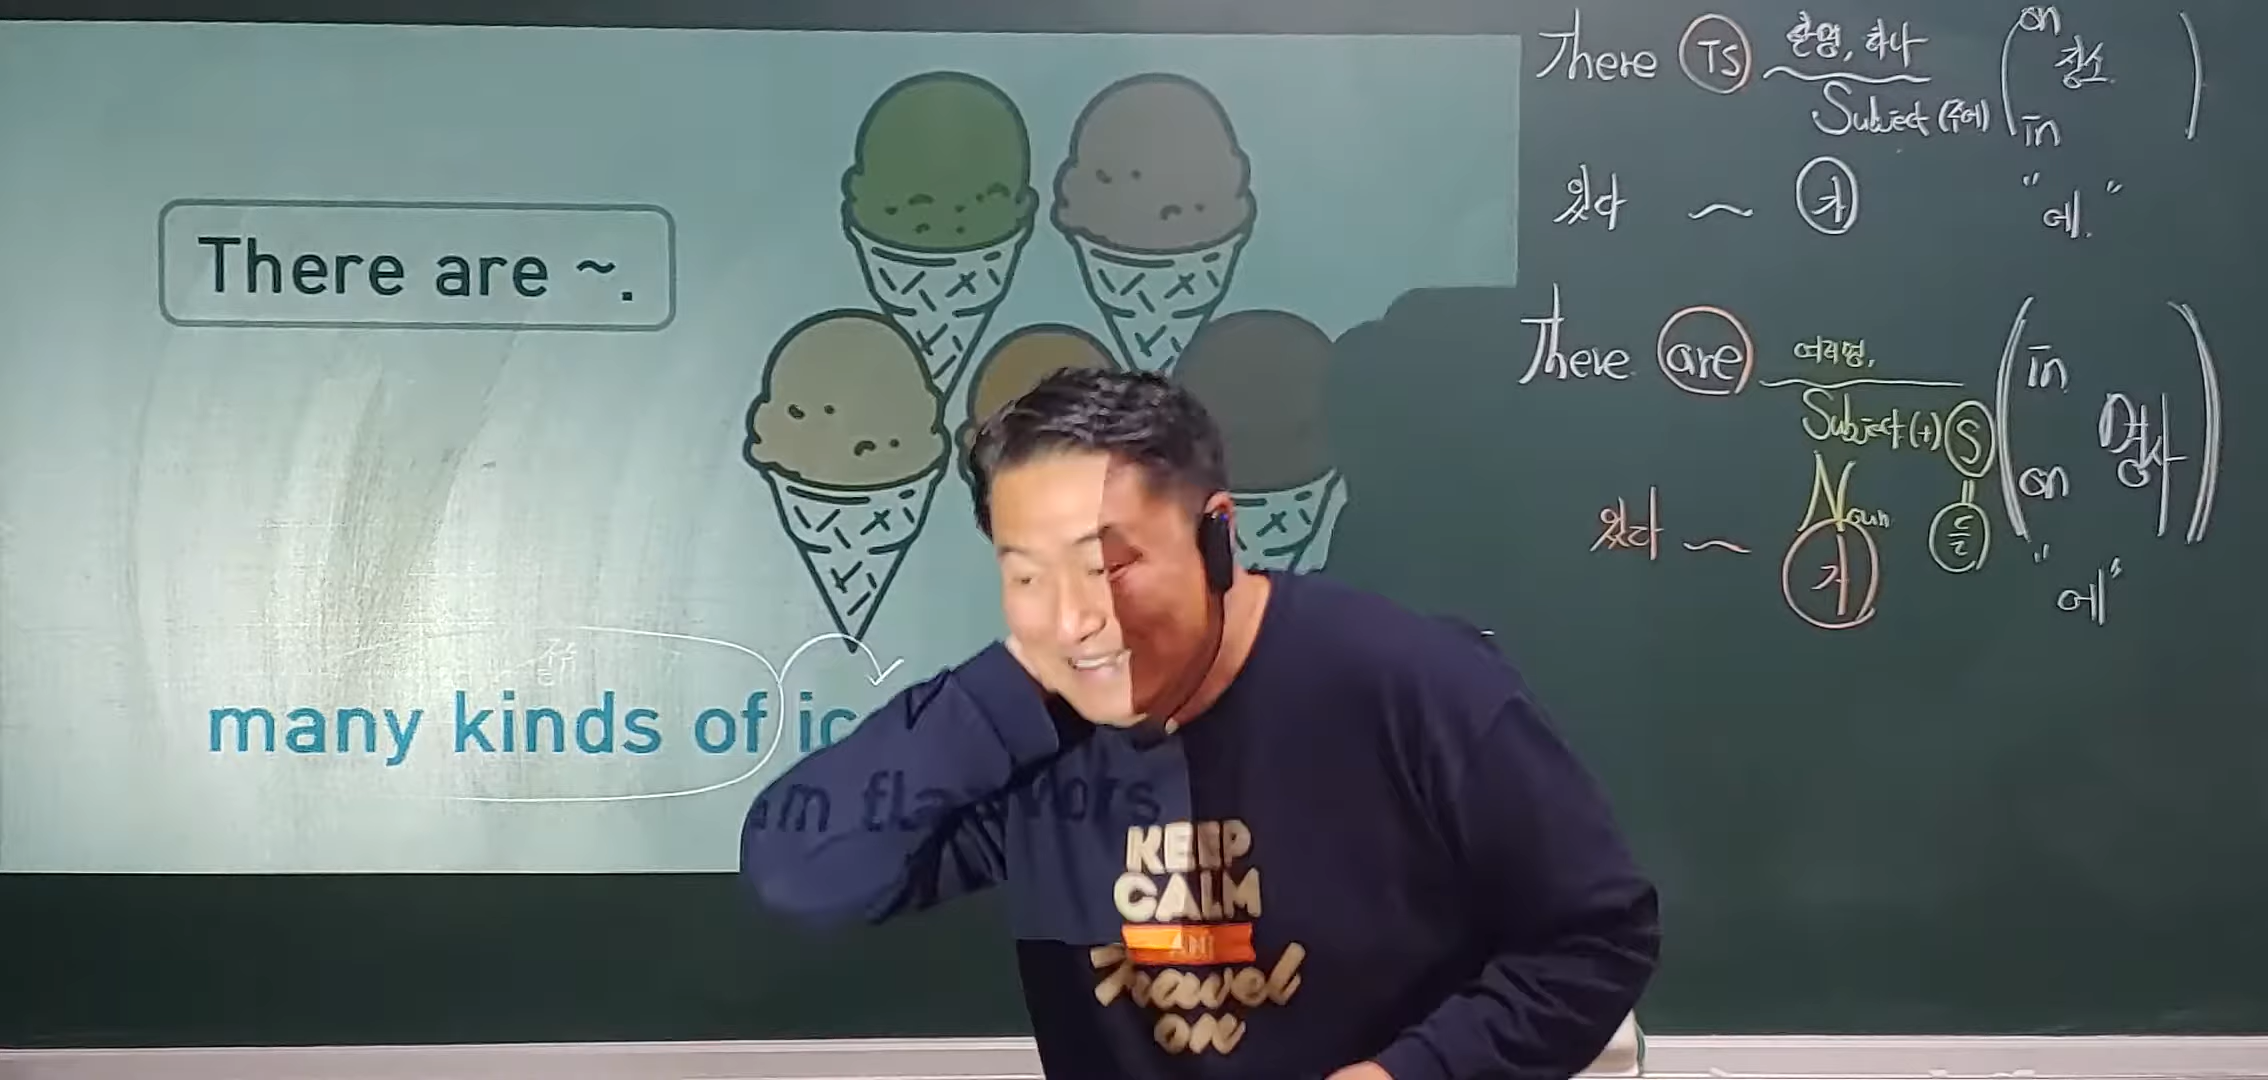 There are ~.
many kinds of ic
am flavors
There is 한명, 하나 (on 장소 in)
Subject (주어)
있다 ~ 가 "에"
There are 여러명, (in on 명사)
Subject (+) S
Noun = 들
있다 ~ 가 "에"
KEEP
CALM
AND
Travel
on